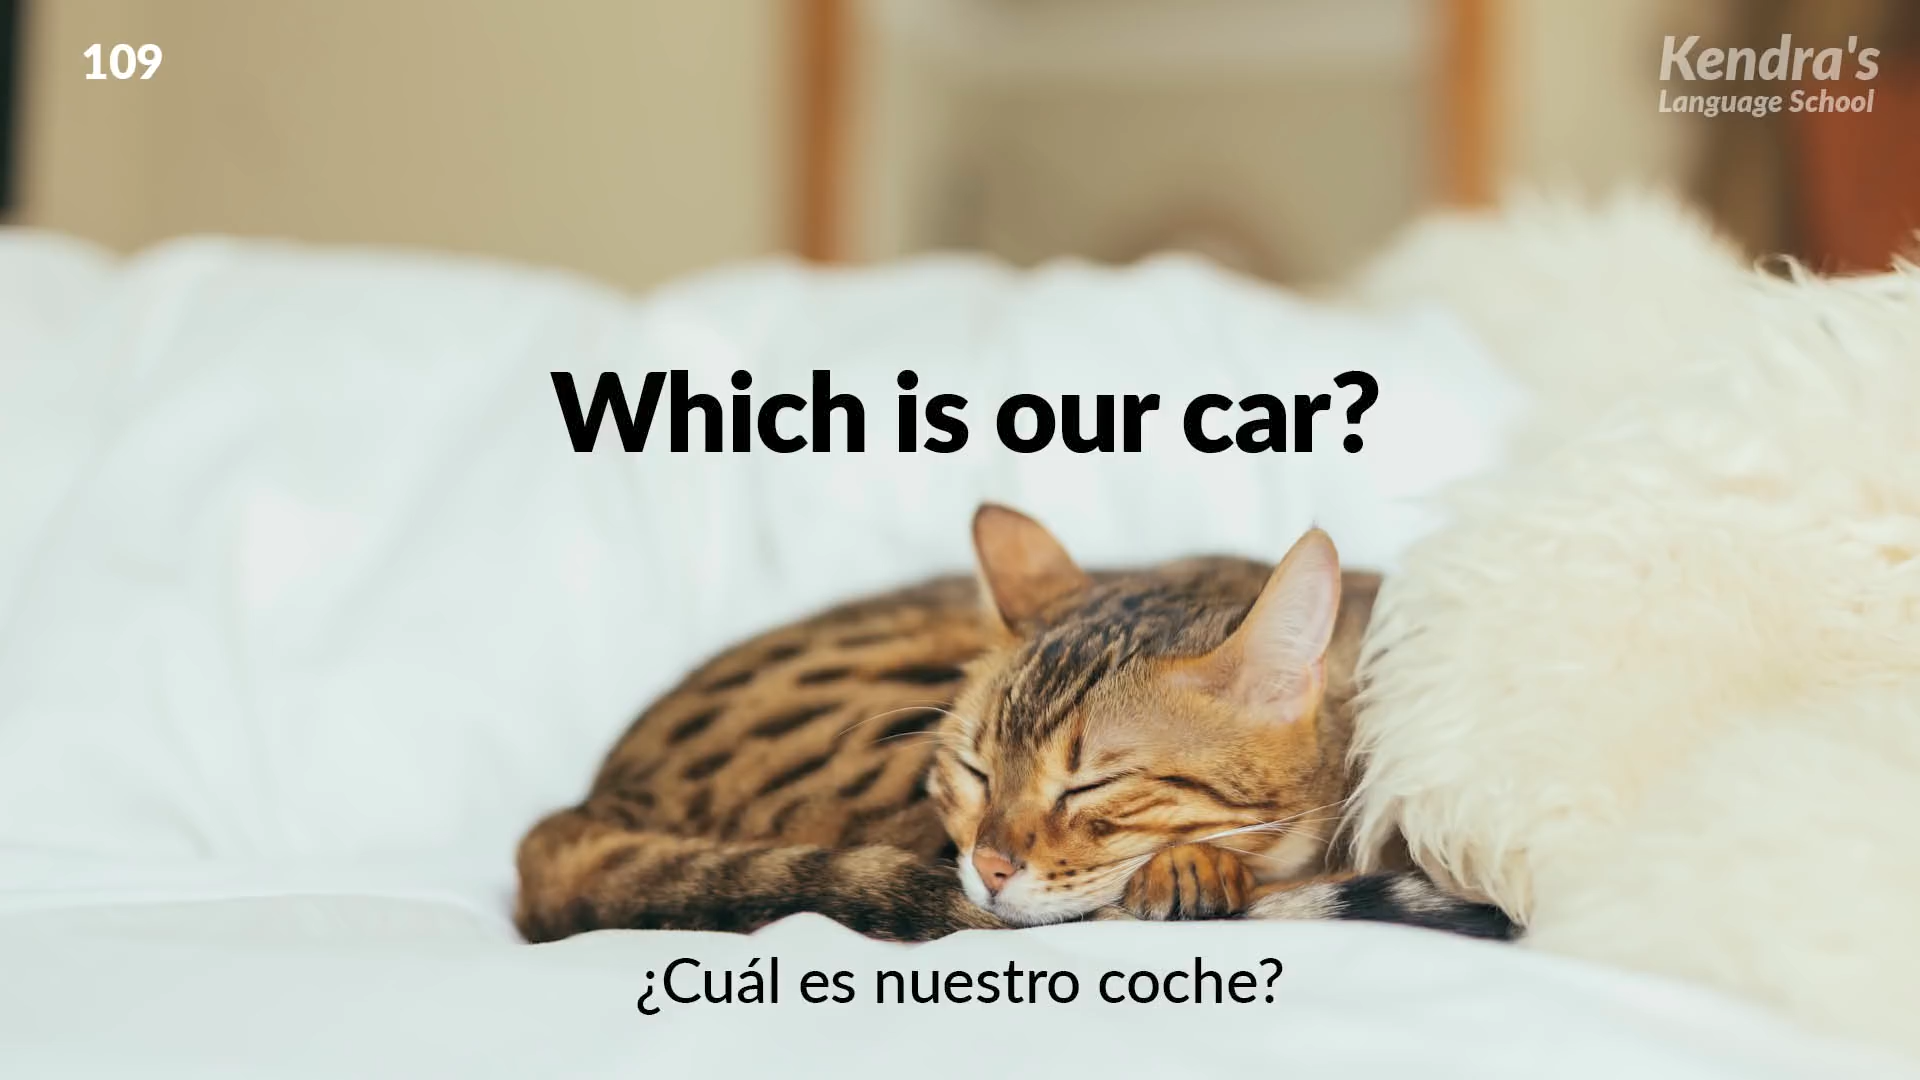 109
Kendra's
Language School
Which is our car?
¿Cuál es nuestro coche?